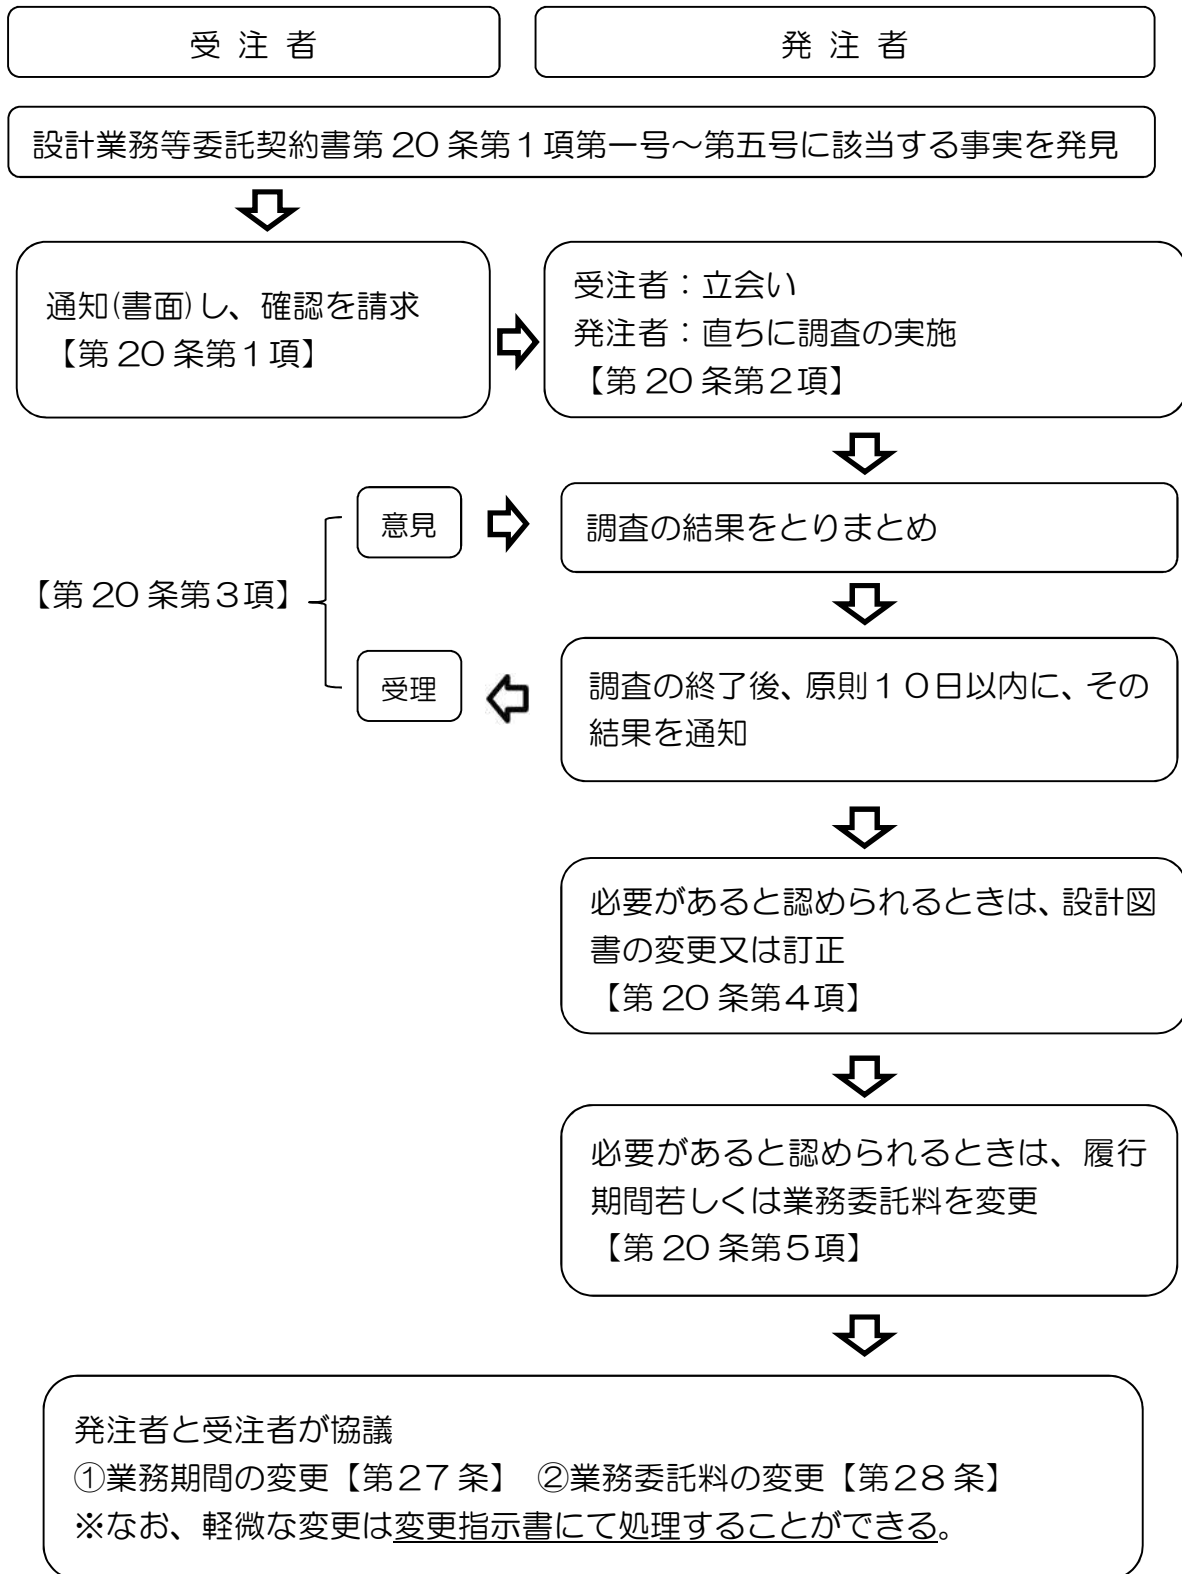 受 注 者
発 注 者
設計業務等委託契約書第２０条第１項第一号～第五号に該当する事実を発見
通知(書面)し、確認を請求
【第２０条第１項】
受注者：立会い
発注者：直ちに調査の実施
【第２０条第２項】
意見
調査の結果をとりまとめ
【第２０条第３項】
受理
調査の終了後、原則１０日以内に、その
結果を通知
必要があると認められるときは、設計図
書の変更又は訂正
【第２０条第４項】
必要があると認められるときは、履行
期間若しくは業務委託料を変更
【第２０条第５項】
発注者と受注者が協議
①業務期間の変更【第２７条】　②業務委託料の変更【第２８条】
※なお、軽微な変更は変更指示書にて処理することができる。